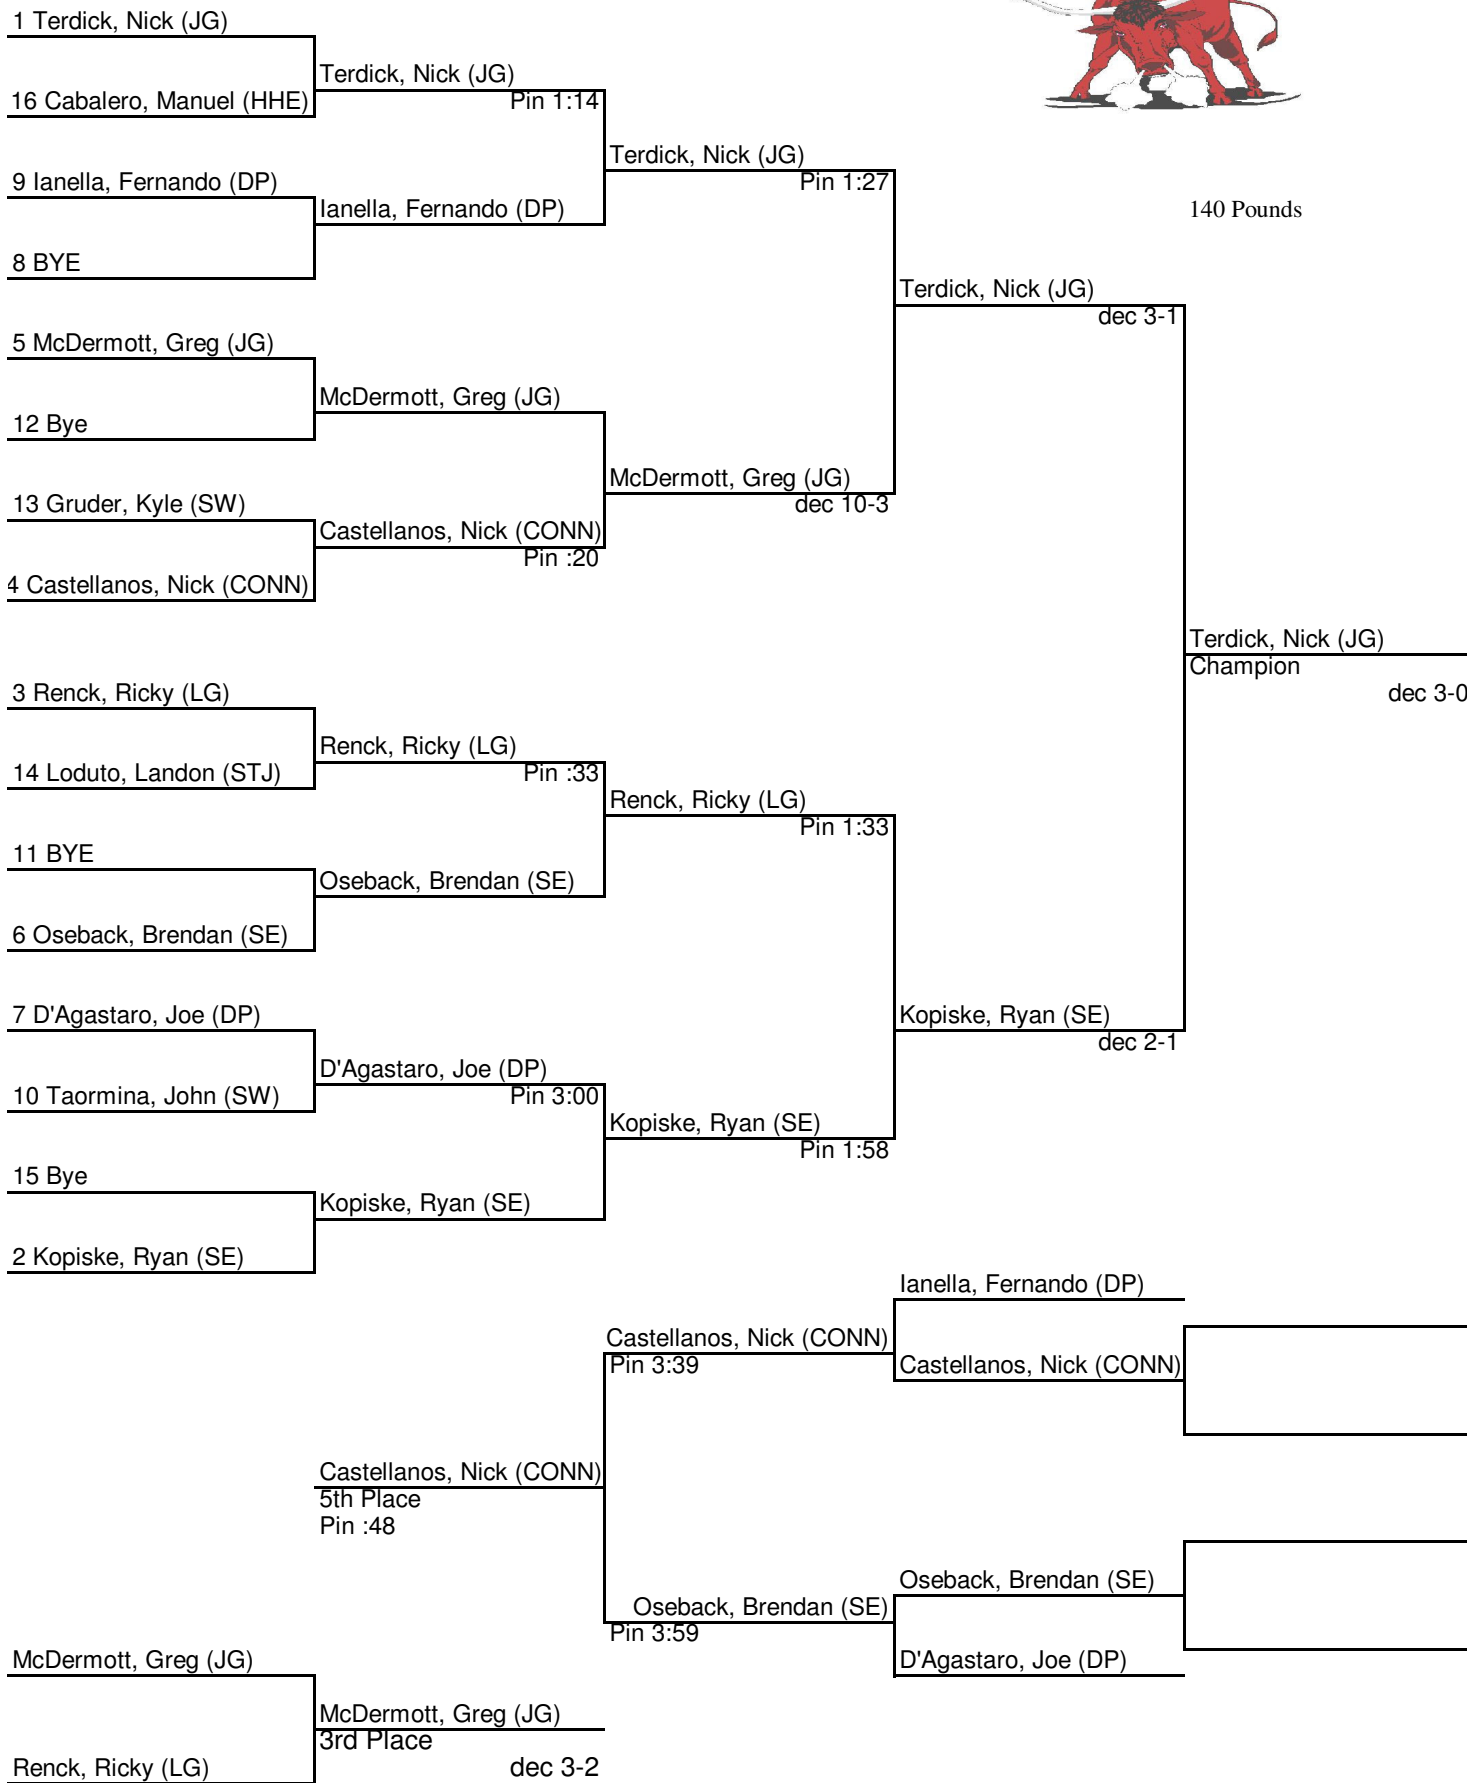 1 Terdick, Nick (JG)
Terdick, Nick (JG)
16 Cabalero, Manuel (HHE)
Pin 1:14
Terdick, Nick (JG)
9 Ianella, Fernando (DP)
Pin 1:27
Ianella, Fernando (DP)
140 Pounds
8 BYE
Terdick, Nick (JG)
dec 3-1
5 McDermott, Greg (JG)
McDermott, Greg (JG)
12 Bye
McDermott, Greg (JG)
13 Gruder, Kyle (SW)
dec 10-3
Castellanos, Nick (CONN)
Pin :20
4 Castellanos, Nick (CONN)
Terdick, Nick (JG)
Champion
3 Renck, Ricky (LG)
dec 3-0
Renck, Ricky (LG)
14 Loduto, Landon (STJ)
Pin :33
Renck, Ricky (LG)
Pin 1:33
11 BYE
Oseback, Brendan (SE)
6 Oseback, Brendan (SE)
7 D'Agastaro, Joe (DP)
Kopiske, Ryan (SE)
dec 2-1
D'Agastaro, Joe (DP)
10 Taormina, John (SW)
Pin 3:00
Kopiske, Ryan (SE)
Pin 1:58
15 Bye
Kopiske, Ryan (SE)
2 Kopiske, Ryan (SE)
Ianella, Fernando (DP)
Castellanos, Nick (CONN)
Pin 3:39
Castellanos, Nick (CONN)
Castellanos, Nick (CONN)
5th Place
Pin :48
Oseback, Brendan (SE)
Oseback, Brendan (SE)
Pin 3:59
D'Agastaro, Joe (DP)
McDermott, Greg (JG)
McDermott, Greg (JG)
3rd Place
Renck, Ricky (LG)
dec 3-2